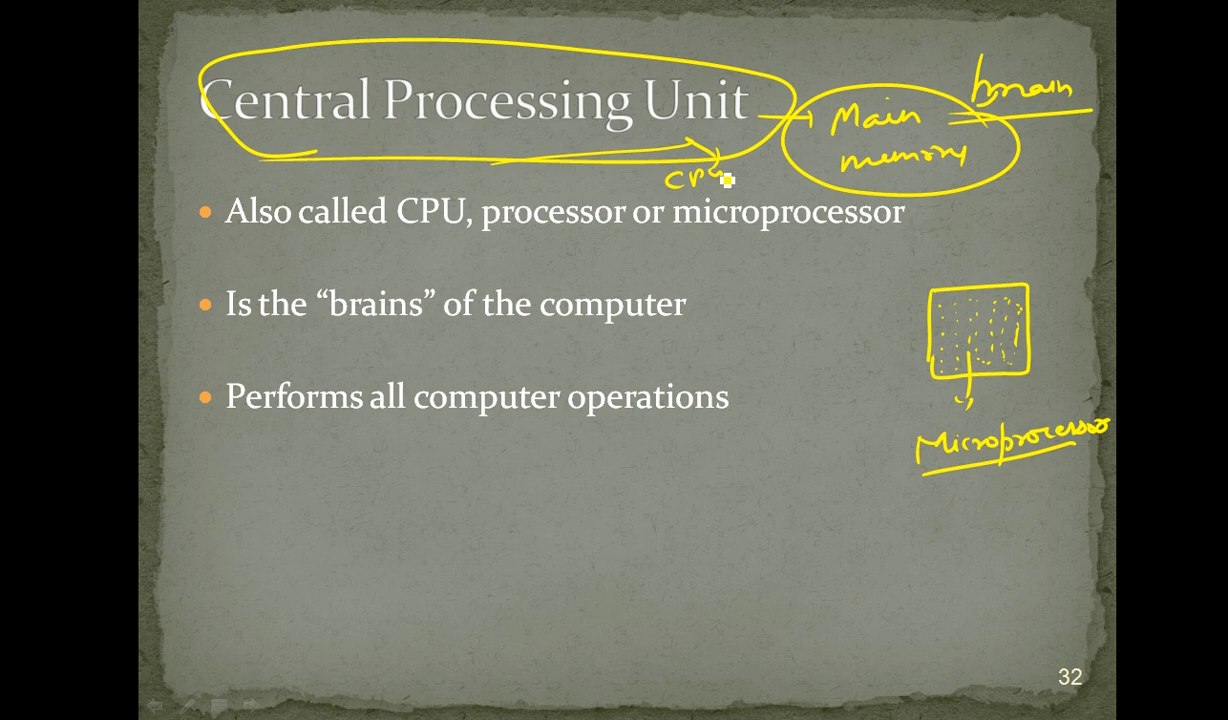 Central Processing Unit
brain
Main
memory
CPU
• Also called CPU, processor or microprocessor
• Is the “brains” of the computer
• Performs all computer operations
Microprocessor
32